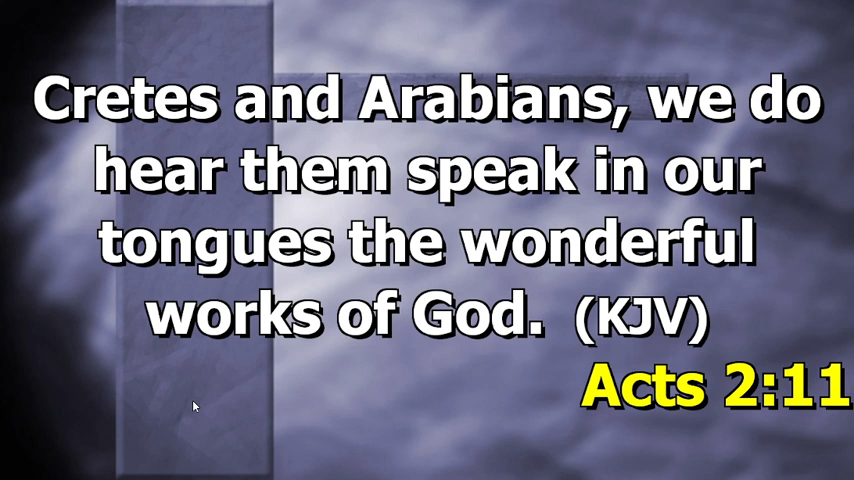 Cretes and Arabians, we do
hear them speak in our
tongues the wonderful
works of God. (KJV)
Acts 2:11